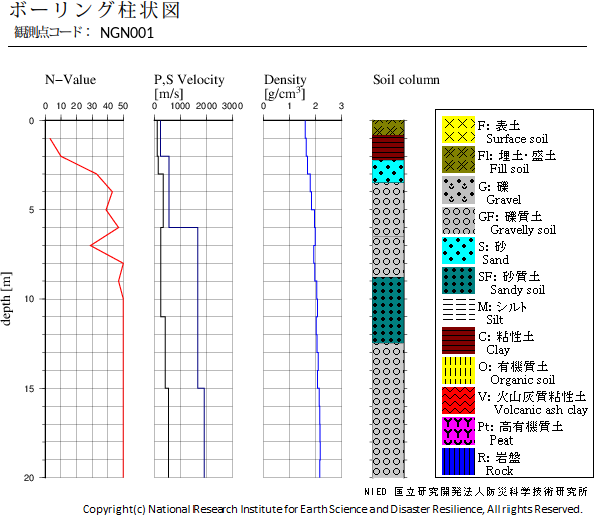 ボーリング柱状図
観測点コード： NGN001
N−Value
P,S Velocity
[m/s]
Density
[g/cm3]
Soil column
0 10 20 30 40 50
0 1000 2000 3000
0 1 2 3
0
5
10
15
20
depth [m]
F: 表土
Surface soil
Fl: 埋土・盛土
Fill soil
G: 礫
Gravel
GF: 礫質土
Gravelly soil
S: 砂
Sand
SF: 砂質土
Sandy soil
M: シルト
Silt
C: 粘性土
Clay
O: 有機質土
Organic soil
V: 火山灰質粘性土
Volcanic ash clay
Pt: 高有機質土
Peat
R: 岩盤
Rock
NIED 国立研究開発法人防災科学技術研究所
Copyright(c) National Research Institute for Earth Science and Disaster Resilience, All rights Reserved.